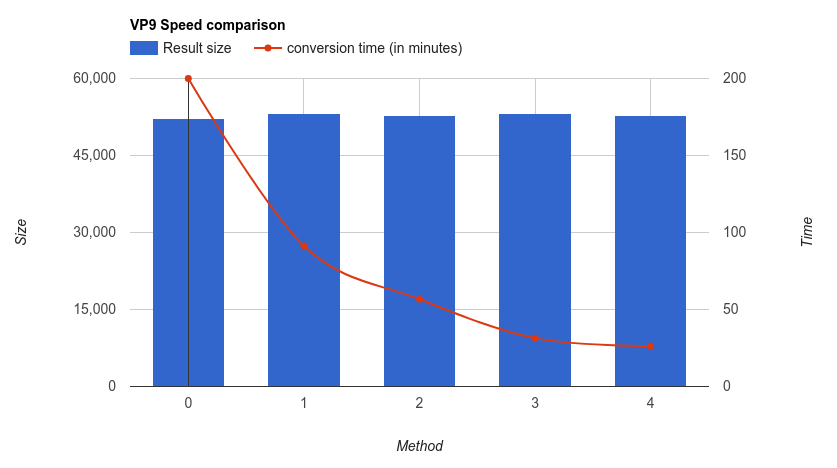 VP9 Speed comparison
Result size conversion time (in minutes)
60,000 200
45,000 150
30,000 100
15,000 50
0 0
Size
Time
0 1 2 3 4
Method